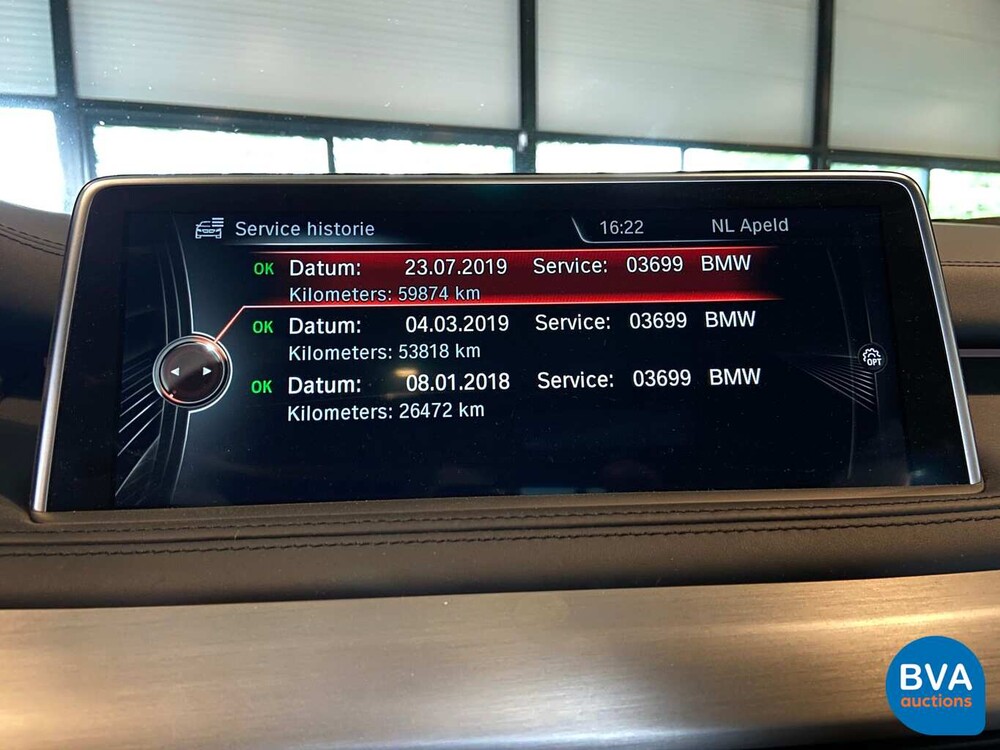 Service historie 16:22 NL Apeld
OK Datum: 23.07.2019 Service: 03699 BMW
Kilometers: 59874 km
OK Datum: 04.03.2019 Service: 03699 BMW
Kilometers: 53818 km
OPT
OK Datum: 08.01.2018 Service: 03699 BMW
Kilometers: 26472 km
BVA
auctions